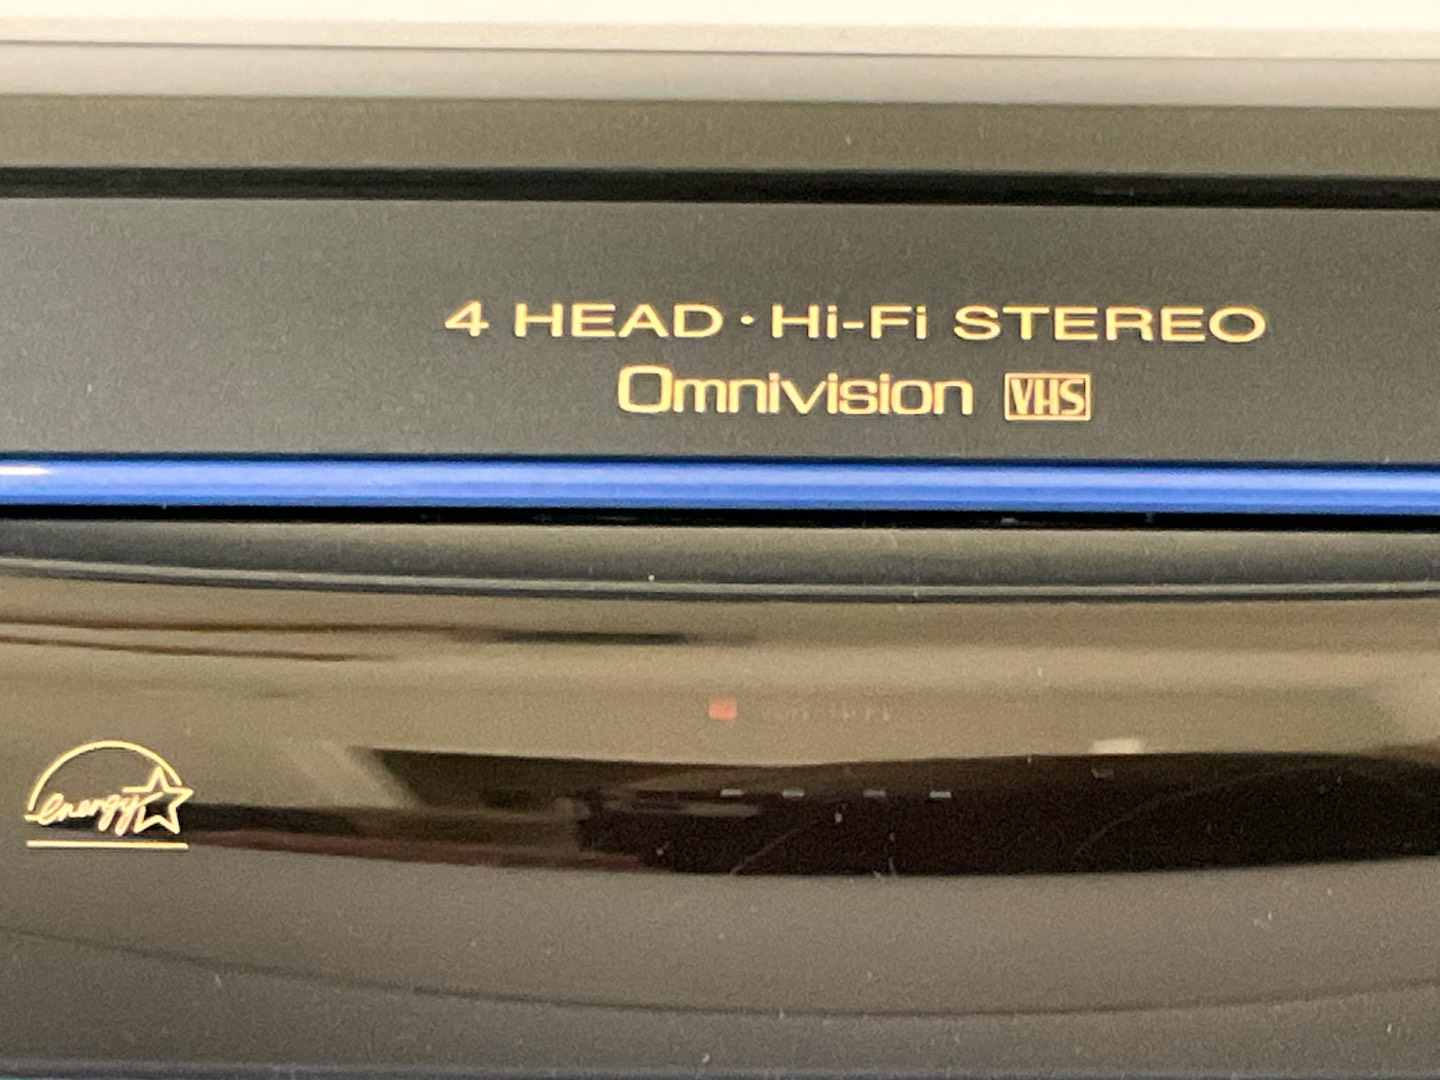 4 HEAD · Hi-Fi STEREO
Omnivision VHS
energy